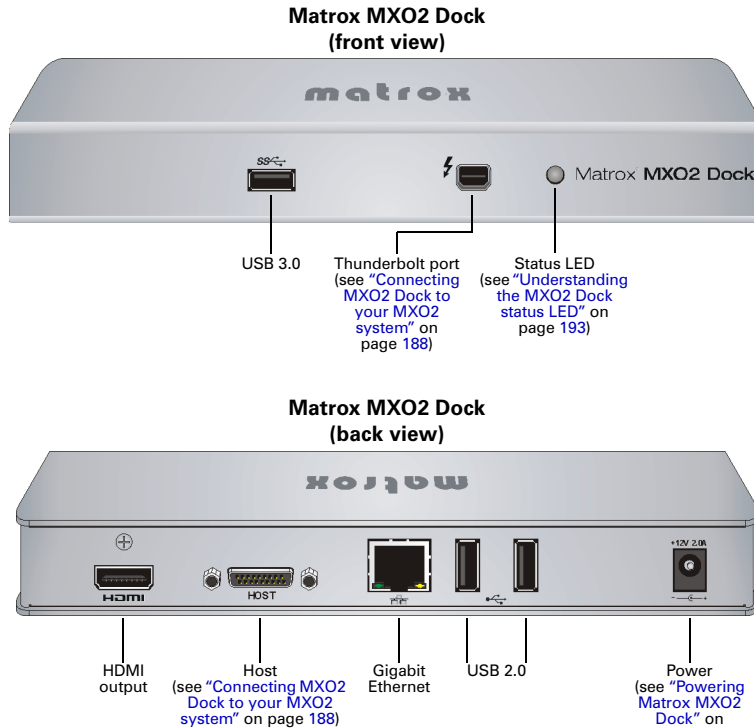 Matrox MXO2 Dock
(front view)
matrox
SS
Matrox MXO2 Dock
USB 3.0
Thunderbolt port
(see "Connecting
MXO2 Dock to
your MXO2
system" on
page 188)
Status LED
(see "Understanding
the MXO2 Dock
status LED" on
page 193)
Matrox MXO2 Dock
(back view)
matrox
+12V 2.0A
HDMI
HOST
- +
HDMI
output
Host
(see "Connecting MXO2
Dock to your MXO2
system" on page 188)
Gigabit
Ethernet
USB 2.0
Power
(see "Powering
Matrox MXO2
Dock" on